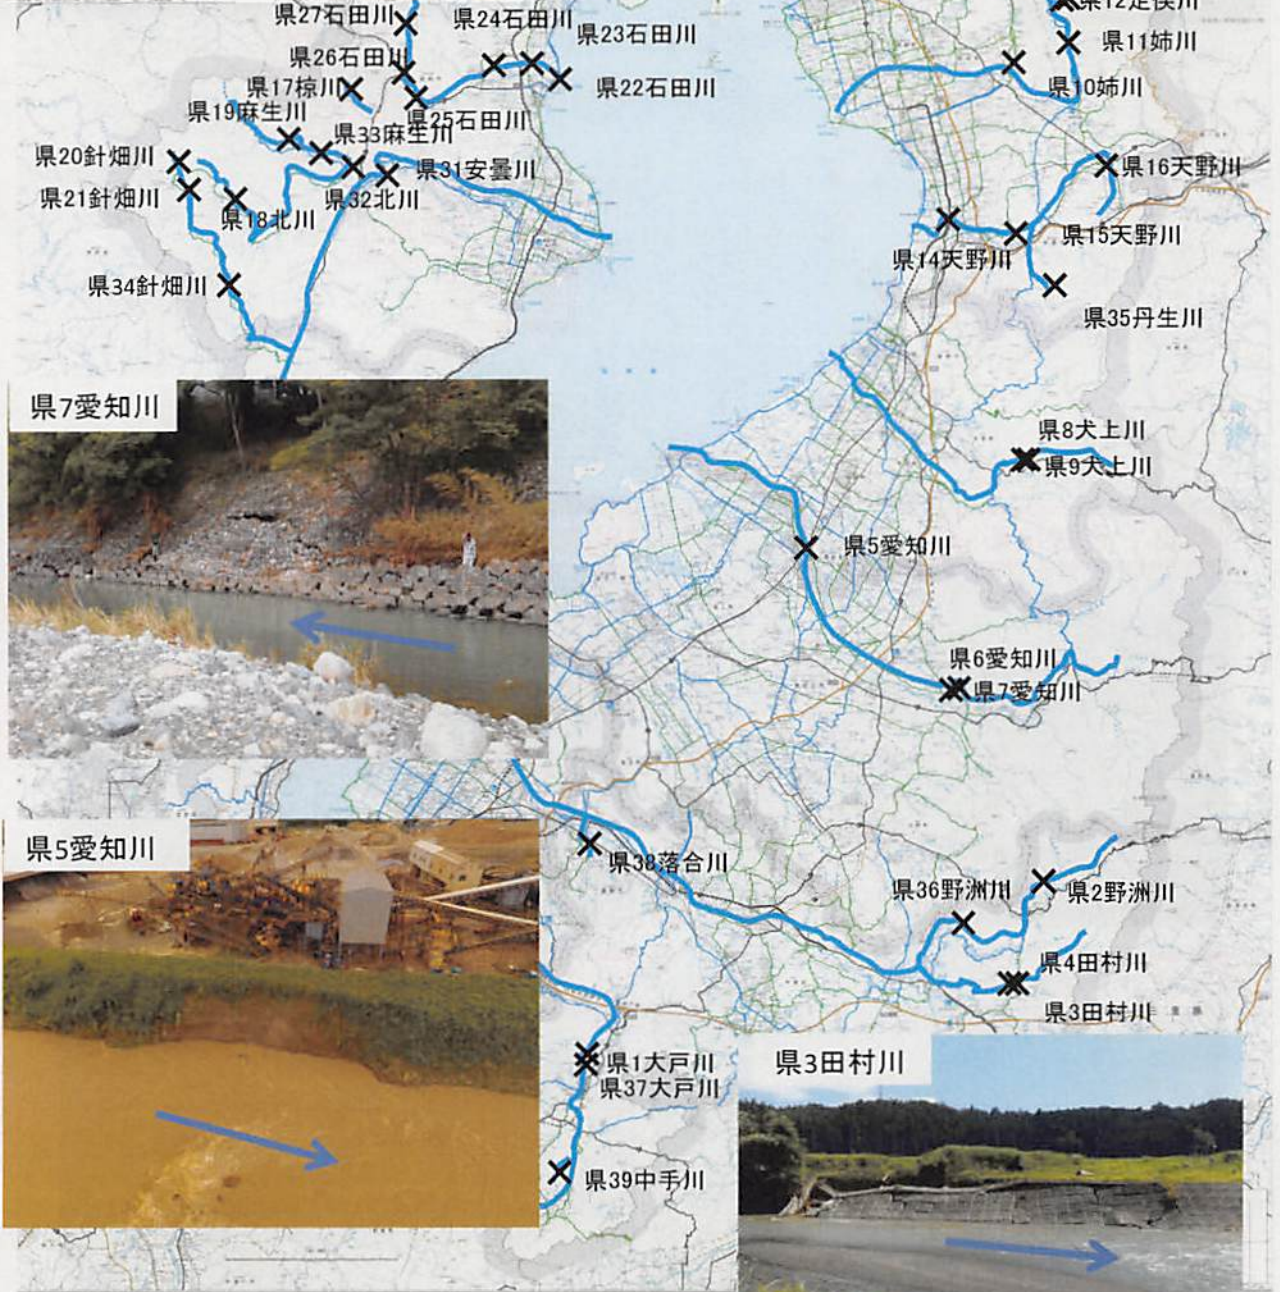 県27石田川
県24石田川
県23石田川
県11姉川
県26石田川
県22石田川
県17椋川
県10姉川
県19麻生川
県25石田川
県33麻生川
県20針畑川
県31安曇川
県16天野川
県21針畑川
県32北川
県18北川
県15天野川
県14天野川
県34針畑川
県35丹生川
県7愛知川
県8犬上川
県9犬上川
県5愛知川
県6愛知川
県7愛知川
県5愛知川
県38落合川
県36野洲川
県2野洲川
県4田村川
県3田村川
県1大戸川
県37大戸川
県3田村川
県39中手川